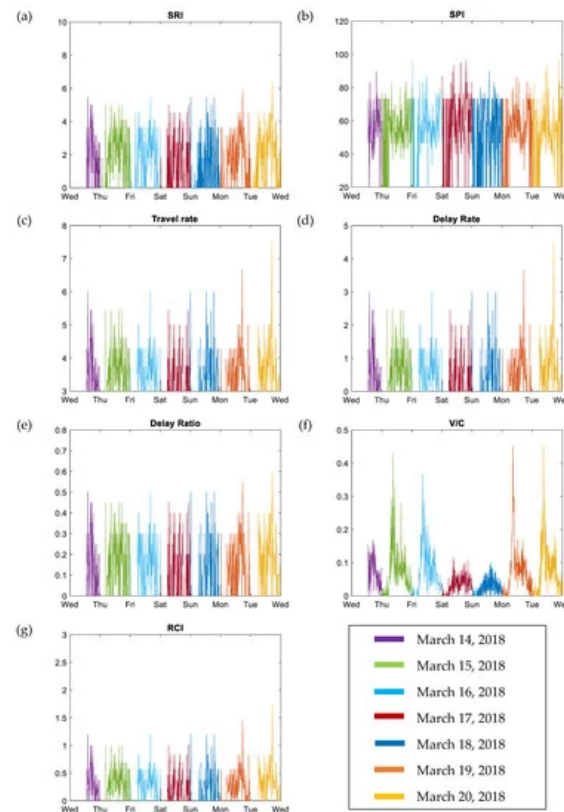 (a)
SRI
10
8
6
4
2
0
Wed Thu Fri Sat Sun Mon Tue Wed
(b)
SPI
120
100
80
60
40
20
Wed Thu Fri Sat Sun Mon Tue Wed
(c)
Travel rate
8
7
6
5
4
3
Wed Thu Fri Sat Sun Mon Tue Wed
(d)
Delay Rate
5
4
3
2
1
0
Wed Thu Fri Sat Sun Mon Tue Wed
(e)
Delay Ratio
0.8
0.7
0.6
0.5
0.4
0.3
0.2
0.1
0
Wed Thu Fri Sat Sun Mon Tue Wed
(f)
V/C
0.5
0.4
0.3
0.2
0.1
0
Wed Thu Fri Sat Sun Mon Tue Wed
(g)
RCI
3
2.5
2
1.5
1
0.5
0
Wed Thu Fri Sat Sun Mon Tue Wed
March 14, 2018
March 15, 2018
March 16, 2018
March 17, 2018
March 18, 2018
March 19, 2018
March 20, 2018